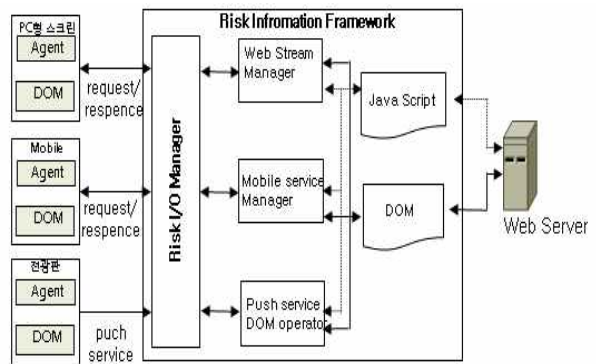 Risk Infromation Framework
PC형 스크린
Agent
DOM
request/
respence
Mobile
Agent
DOM
request/
respence
전광판
Agent
DOM
puch
service
Risk I/O Manager
Web Stream
Manager
Mobile service
Manager
Push service
DOM operator
Java Script
DOM
Web Server